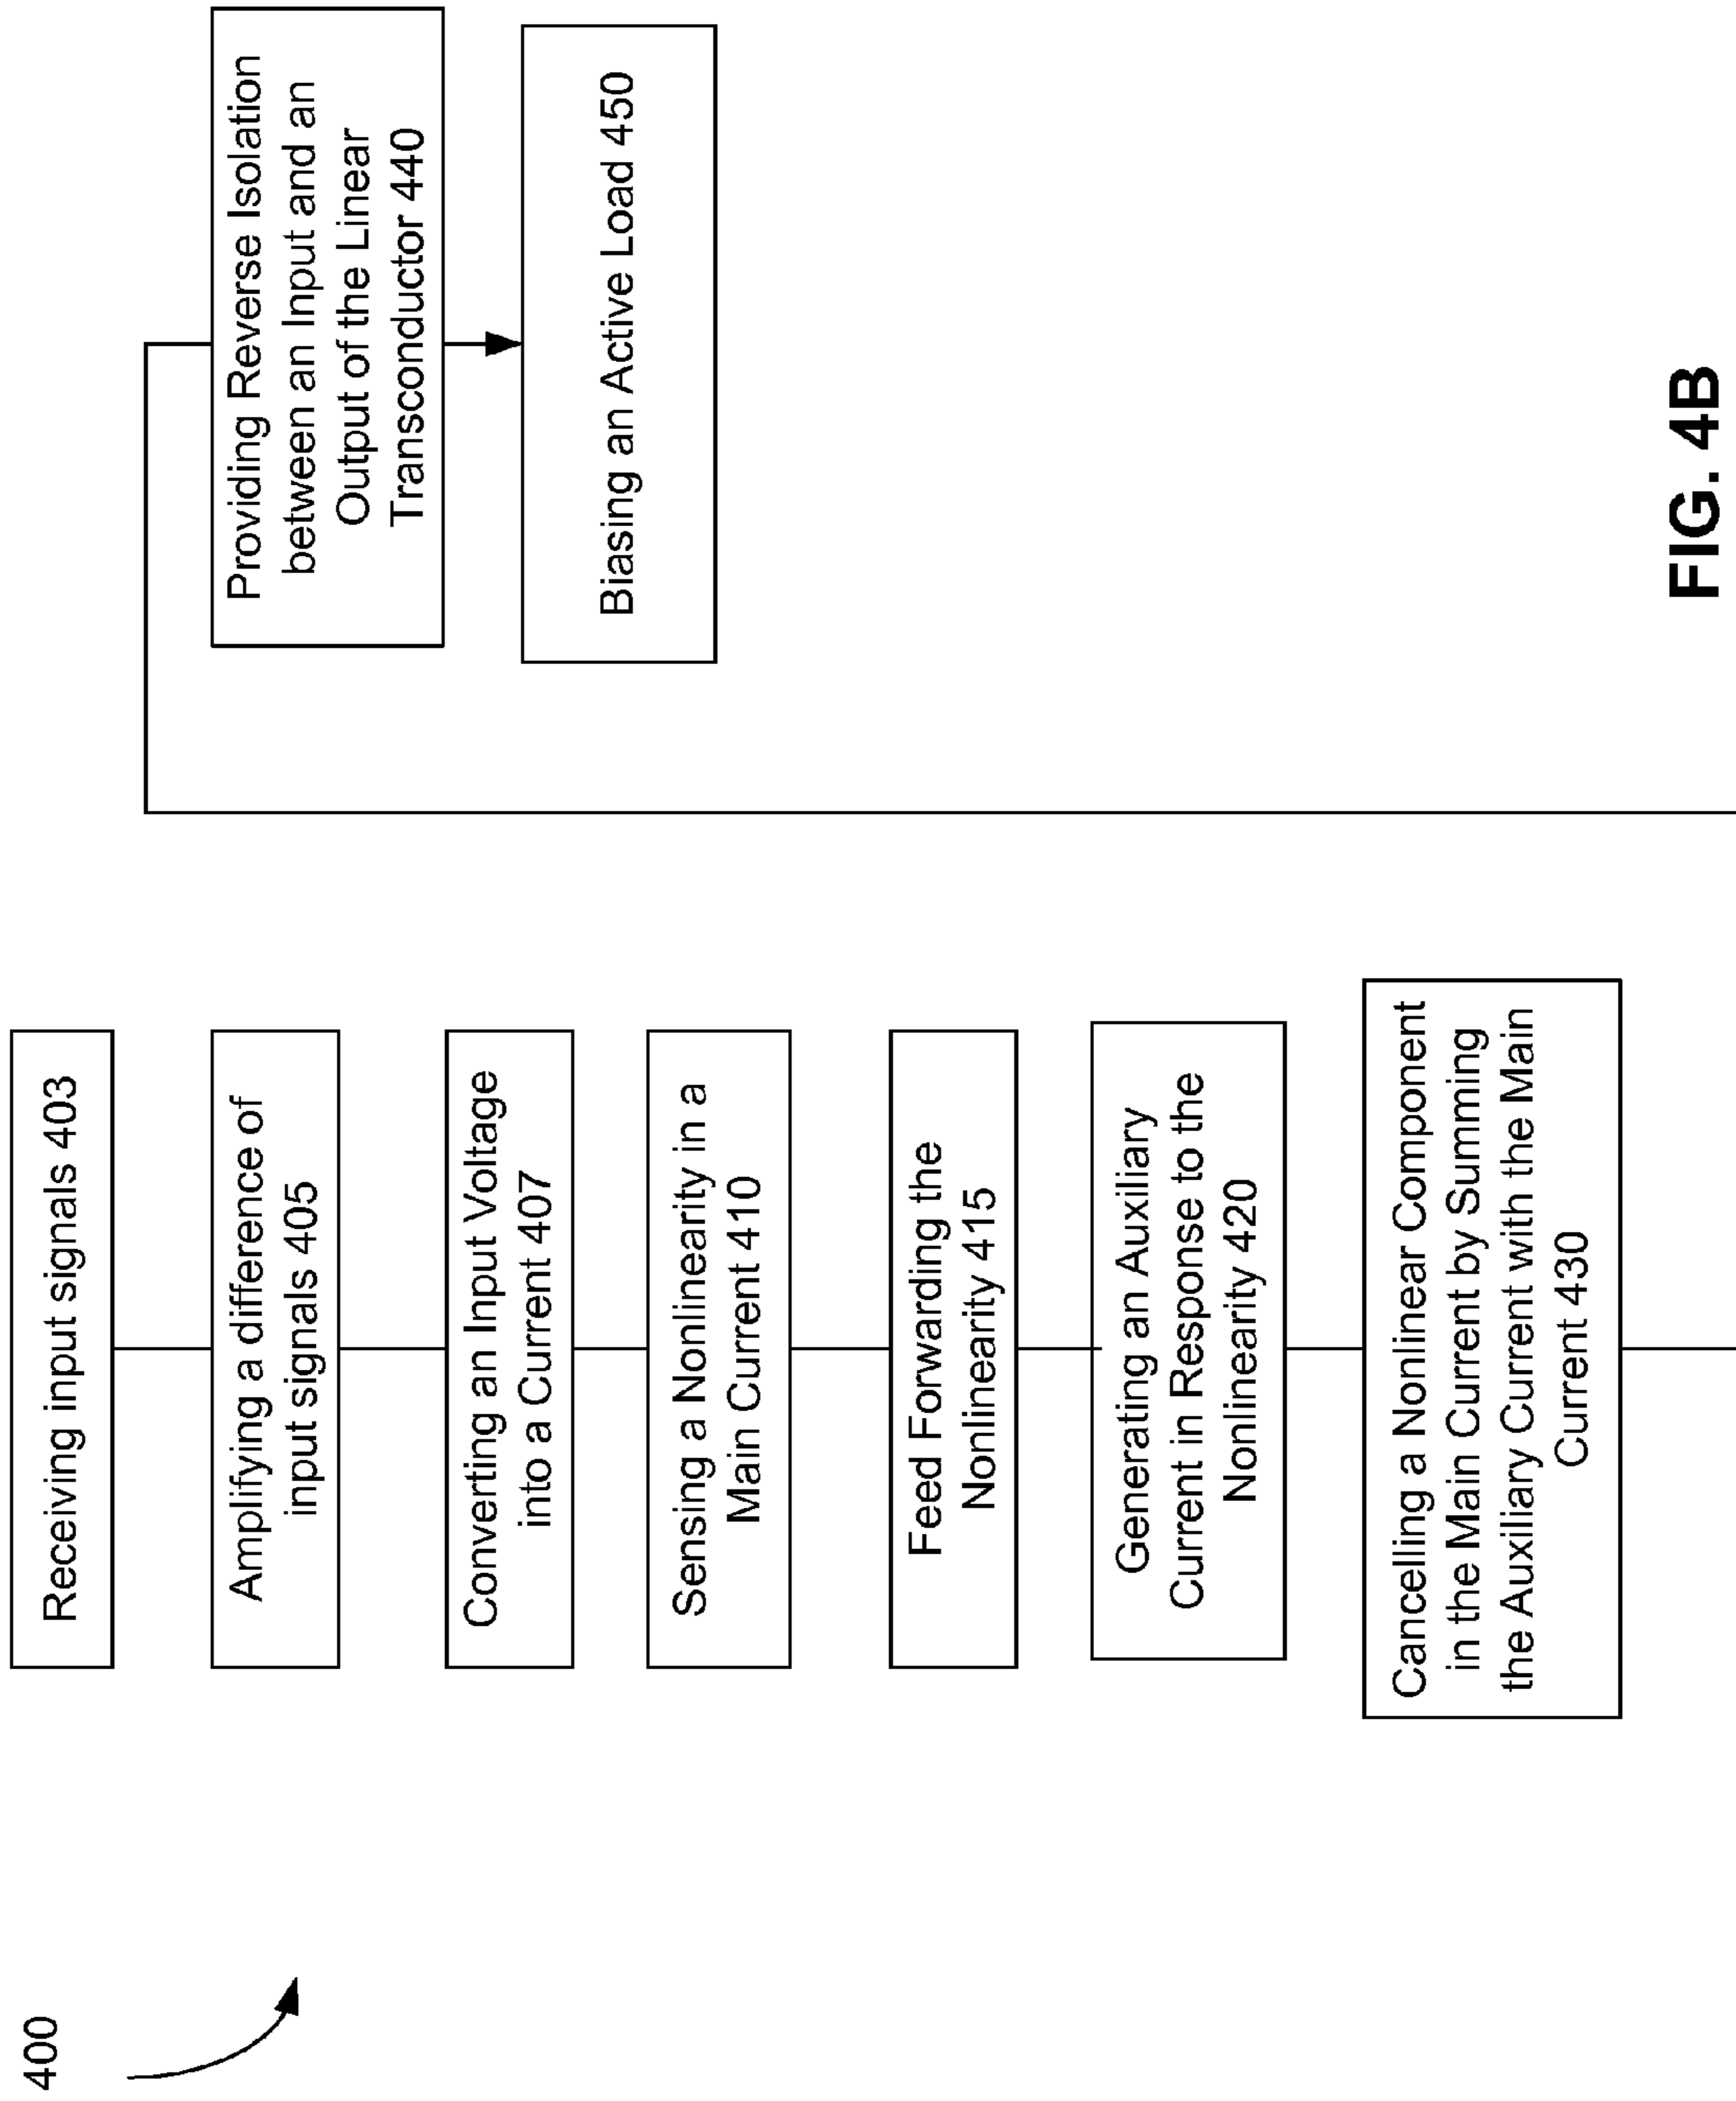 400
Receiving input signals 403
Amplifying a difference of
input signals 405
Converting an Input Voltage
into a Current 407
Sensing a Nonlinearity in a
Main Current 410
Feed Forwarding the
Nonlinearity 415
Generating an Auxiliary
Current in Response to the
Nonlinearity 420
Cancelling a Nonlinear Component
in the Main Current by Summing
the Auxiliary Current with the Main
Current 430
Providing Reverse Isolation
between an Input and an
Output of the Linear
Transconductor 440
Biasing an Active Load 450
FIG. 4B